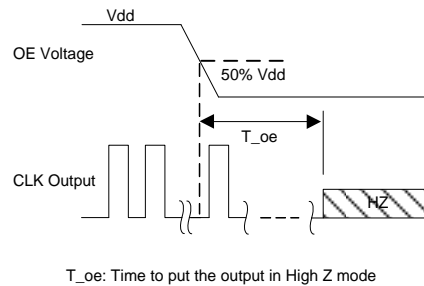 Vdd
OE Voltage
50% Vdd
T_oe
CLK Output
HZ
T_oe: Time to put the output in High Z mode